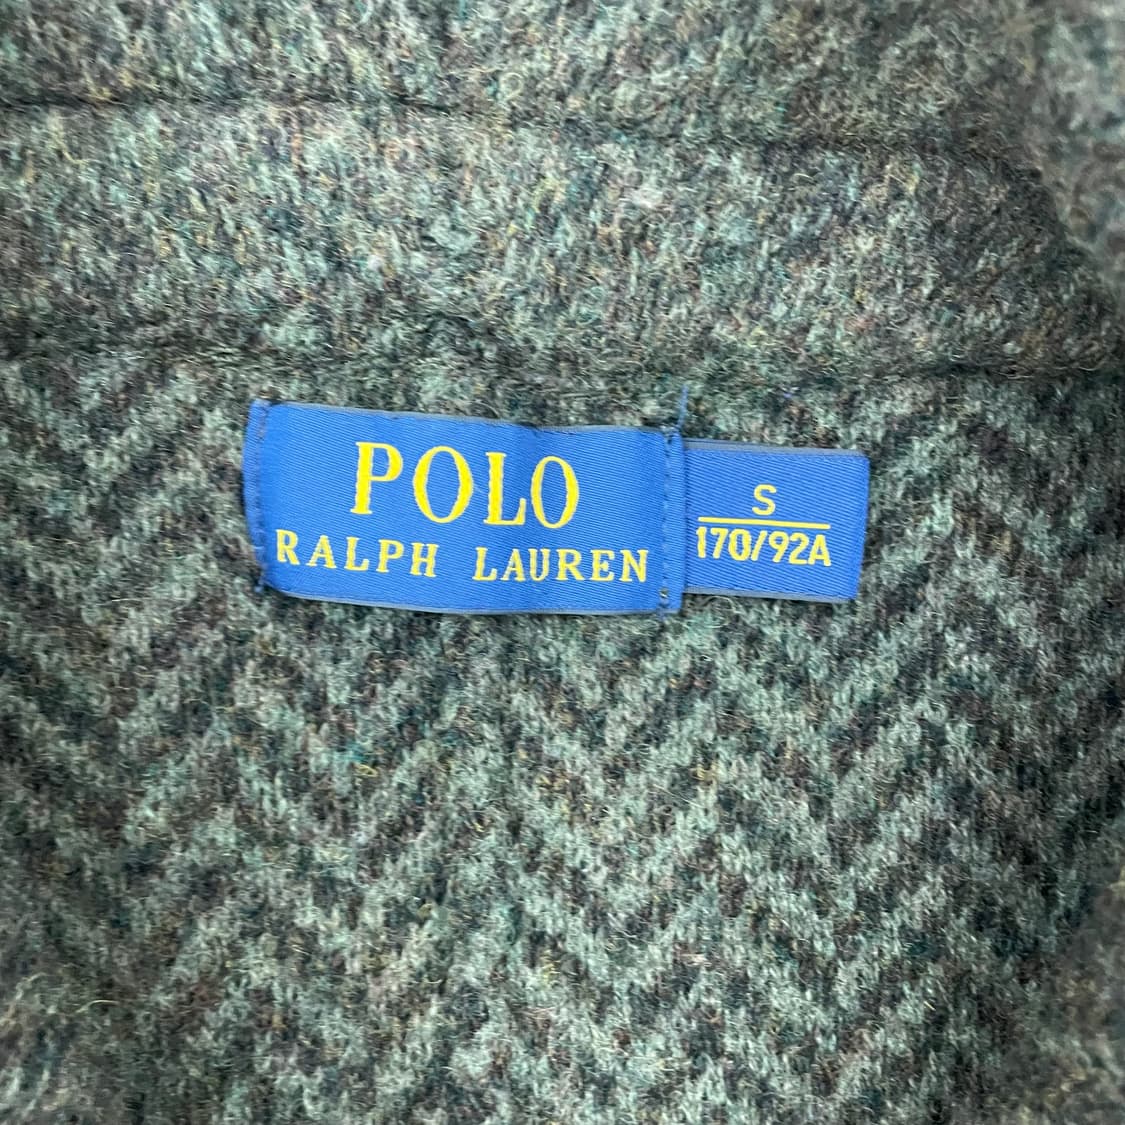 POLO
RALPH LAUREN
S
170/92A